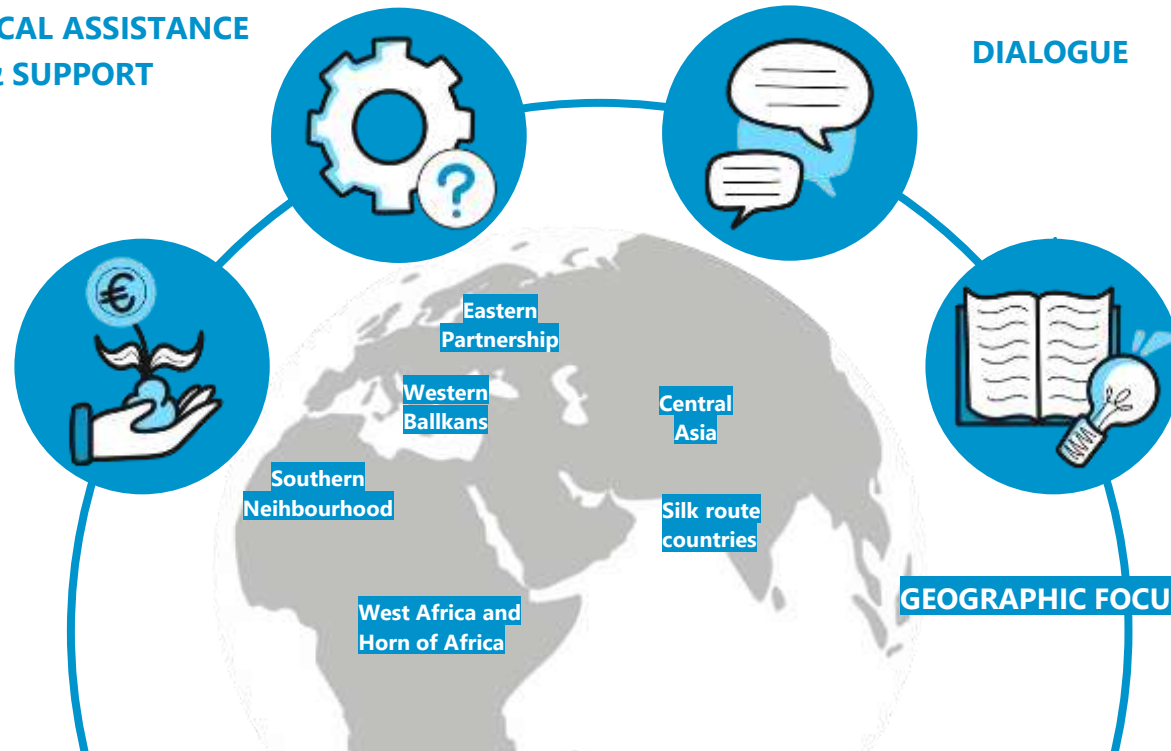 CAL ASSISTANCE
& SUPPORT
DIALOGUE
€
?
Eastern
Partnership
Western
Ballkans
Central
Asia
Southern
Neihbourhood
Silk route
countries
GEOGRAPHIC FOCU
West Africa and
Horn of Africa